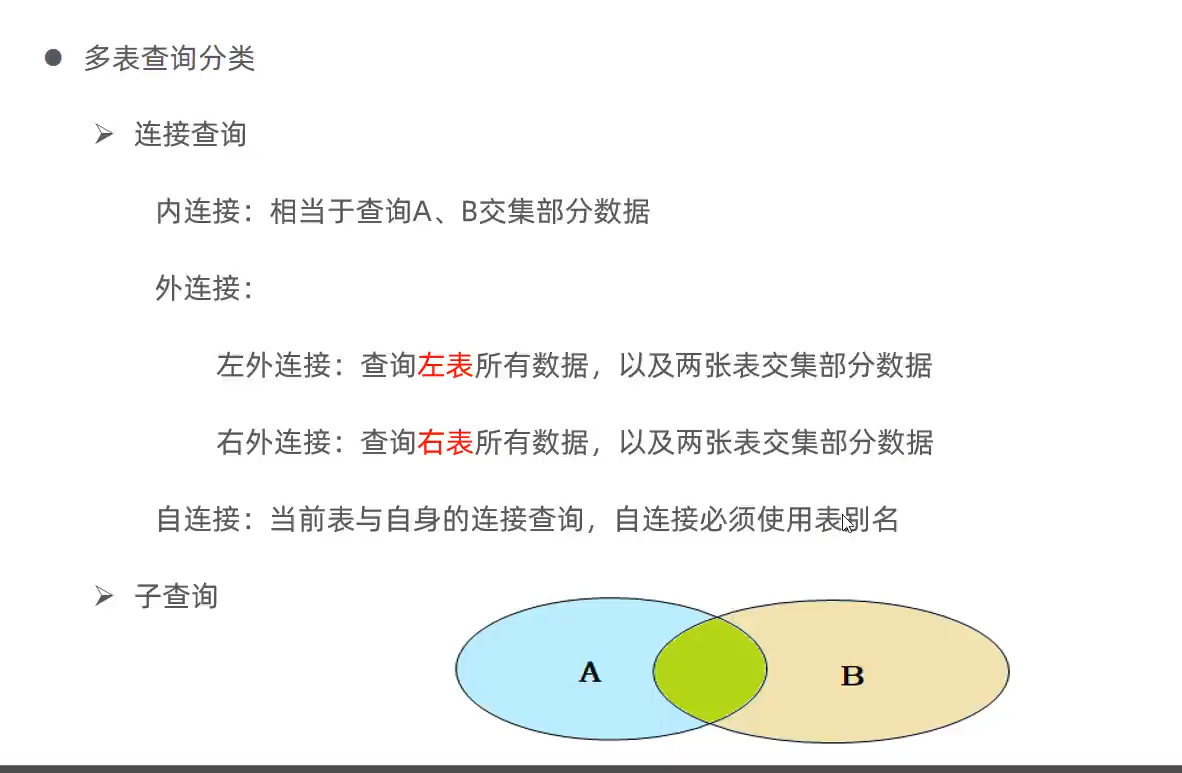 多表查询分类
连接查询
内连接：相当于查询A、B交集部分数据
外连接：
左外连接：查询左表所有数据，以及两张表交集部分数据
右外连接：查询右表所有数据，以及两张表交集部分数据
自连接：当前表与自身的连接查询，自连接必须使用表别名
子查询
A
B